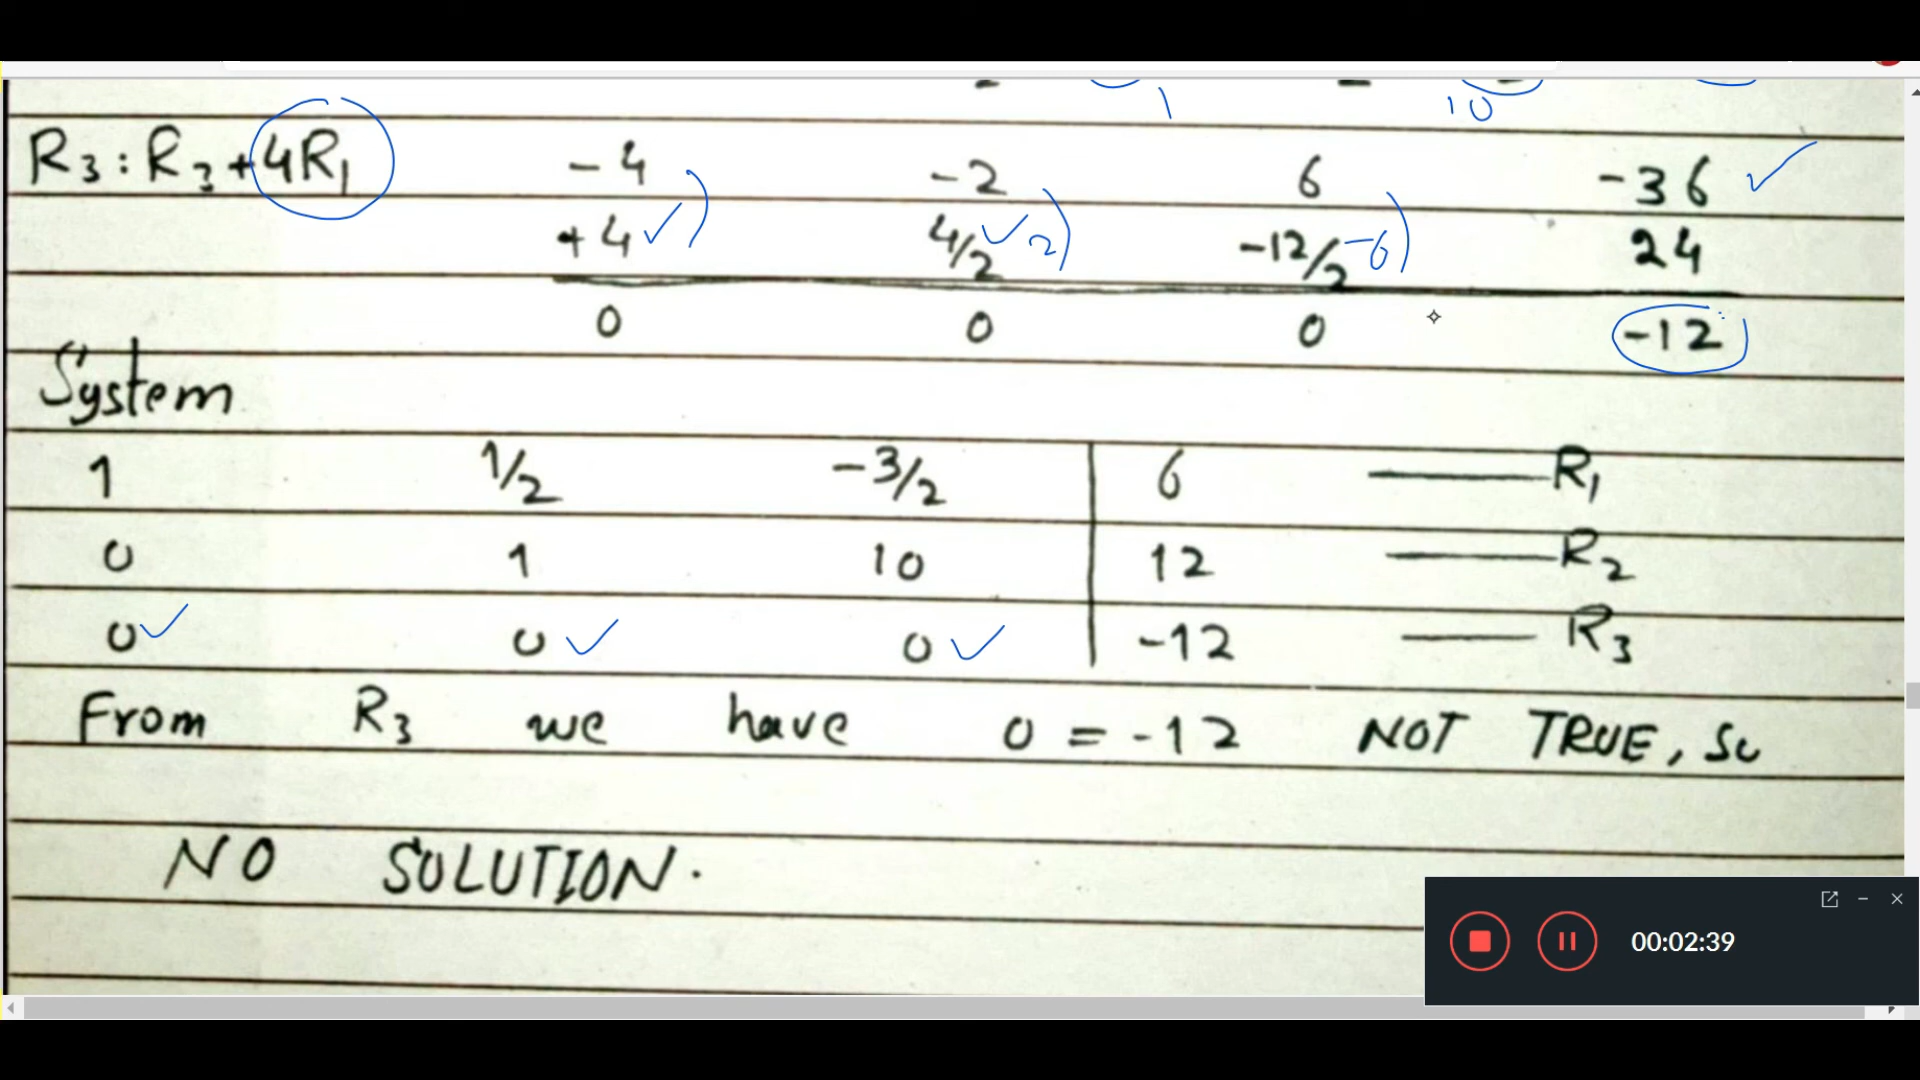 1 10
R3 : R3 + 4R1 -4 -2 6 -36
+4 4/2 2 -12/2 -6 24
0 0 0 -12
System
1 1/2 -3/2 6 R1
0 1 10 12 R2
0 0 0 -12 R3
From R3 we have 0 = -12 NOT TRUE, So
NO SOLUTION.
00:02:39